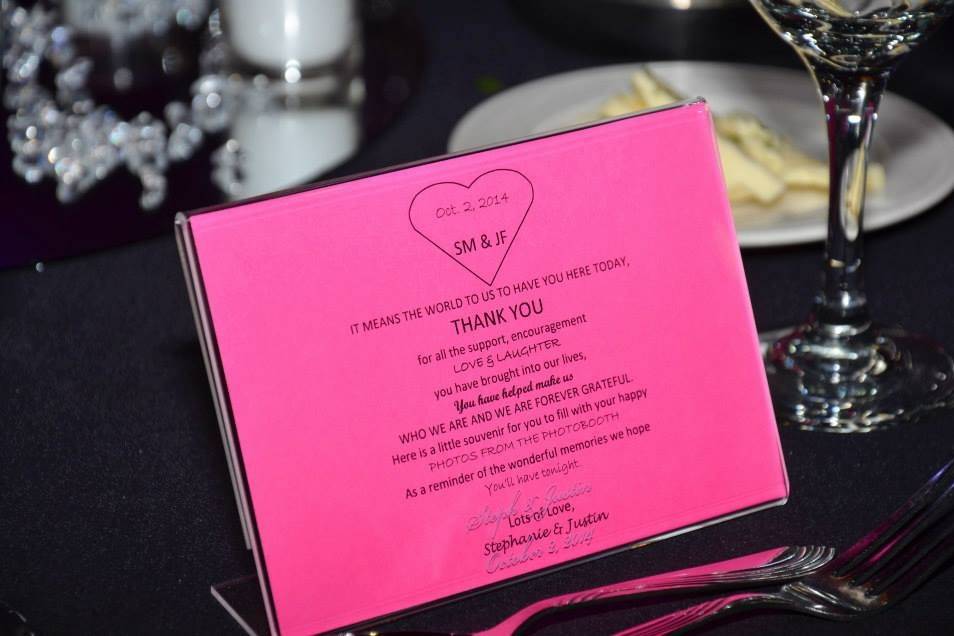 Oct. 2, 2014
SM & JF
IT MEANS THE WORLD TO US TO HAVE YOU HERE TODAY,
THANK YOU
for all the support, encouragement
LOVE & LAUGHTER
you have brought into our lives,
You have helped make us
WHO WE ARE AND WE ARE FOREVER GRATEFUL.
Here is a little souvenir for you to fill with your happy
PHOTOS FROM THE PHOTOBOOTH
As a reminder of the wonderful memories we hope
You'll have tonight.
Steph & Justin
Lots of Love,
Stephanie & Justin
October 2, 2014